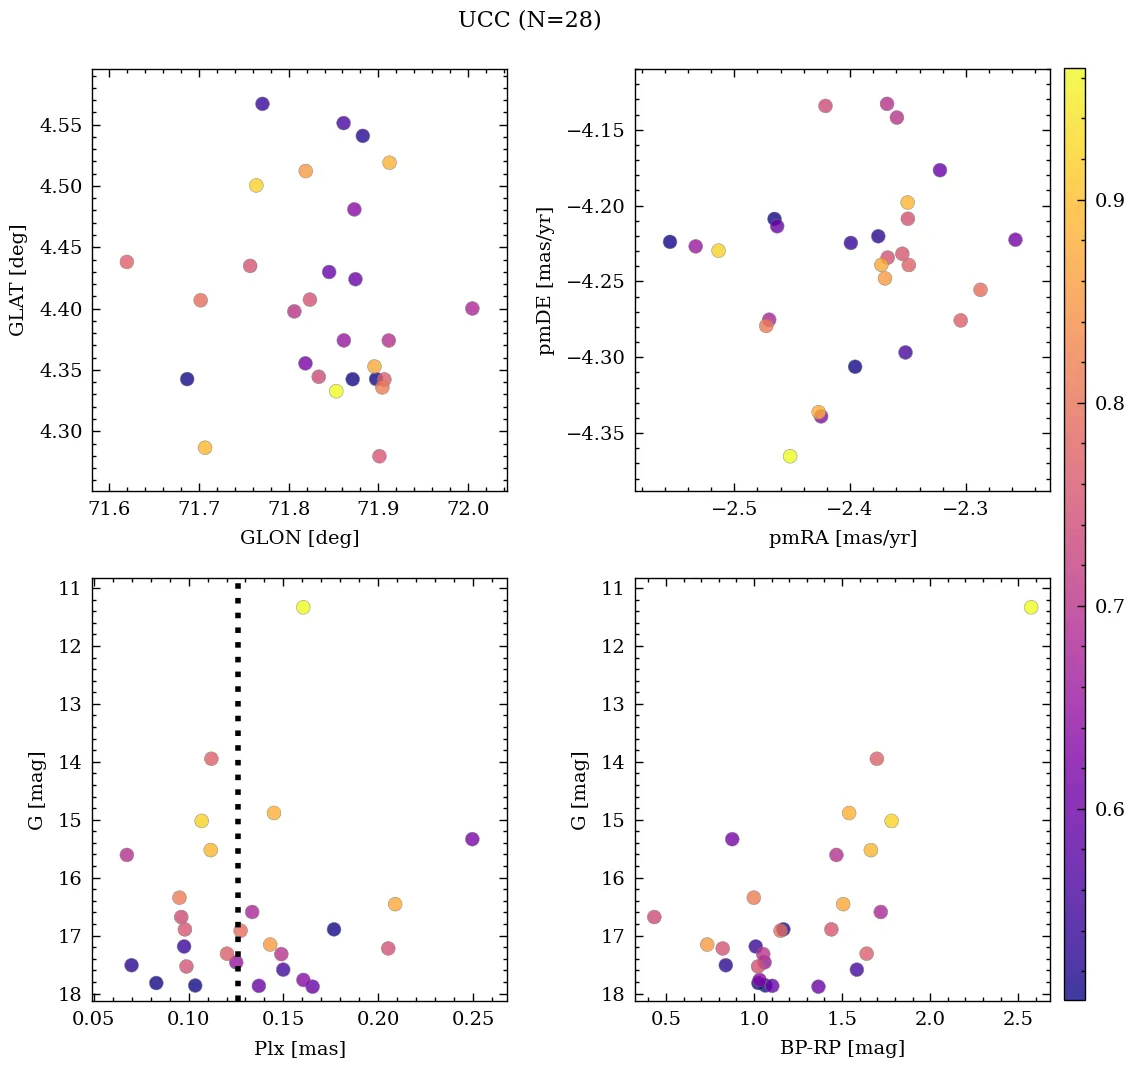 UCC (N=28)
4.55
4.50
4.45
4.40
4.35
4.30
GLAT [deg]
71.6 71.7 71.8 71.9 72.0
GLON [deg]
−4.15
−4.20
−4.25
−4.30
−4.35
pmDE [mas/yr]
−2.5 −2.4 −2.3
pmRA [mas/yr]
0.9
0.8
0.7
0.6
11
12
13
14
15
16
17
18
G [mag]
0.05 0.10 0.15 0.20 0.25
Plx [mas]
11
12
13
14
15
16
17
18
G [mag]
0.5 1.0 1.5 2.0 2.5
BP-RP [mag]